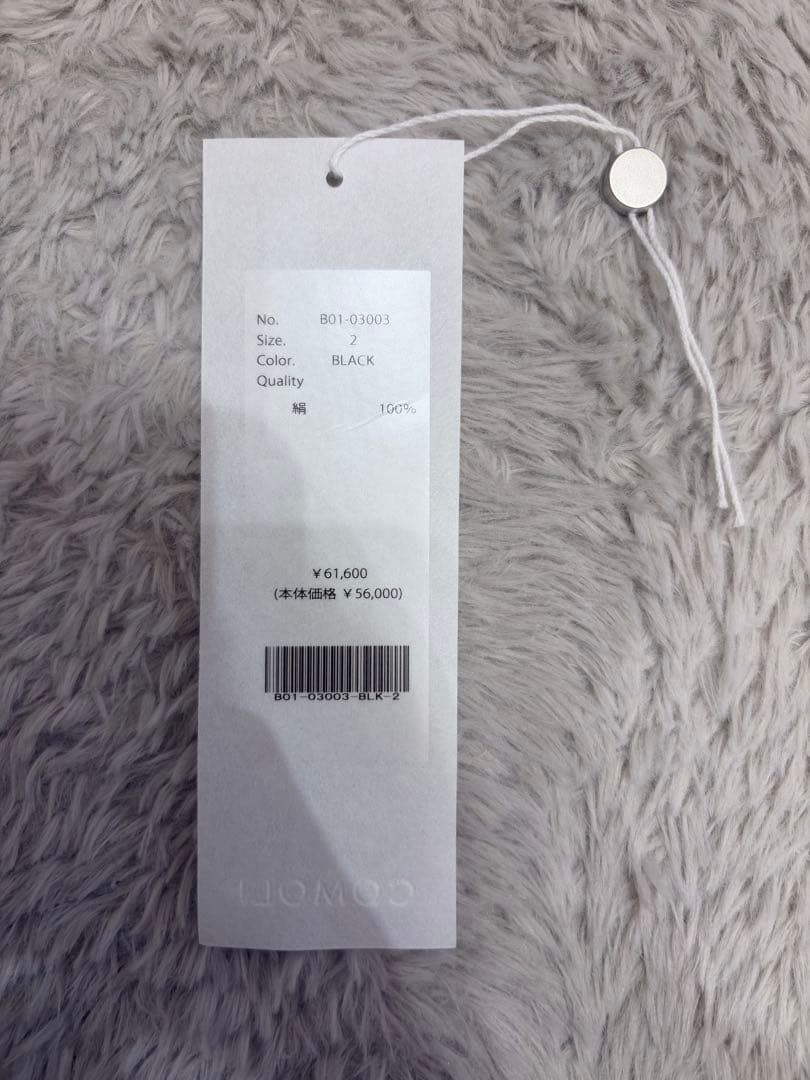 No. B01-03003
Size. 2
Color. BLACK
Quality
絹 100%
¥61,600
(本体価格 ¥56,000)
B01-03003-BLK-2
COMOLI